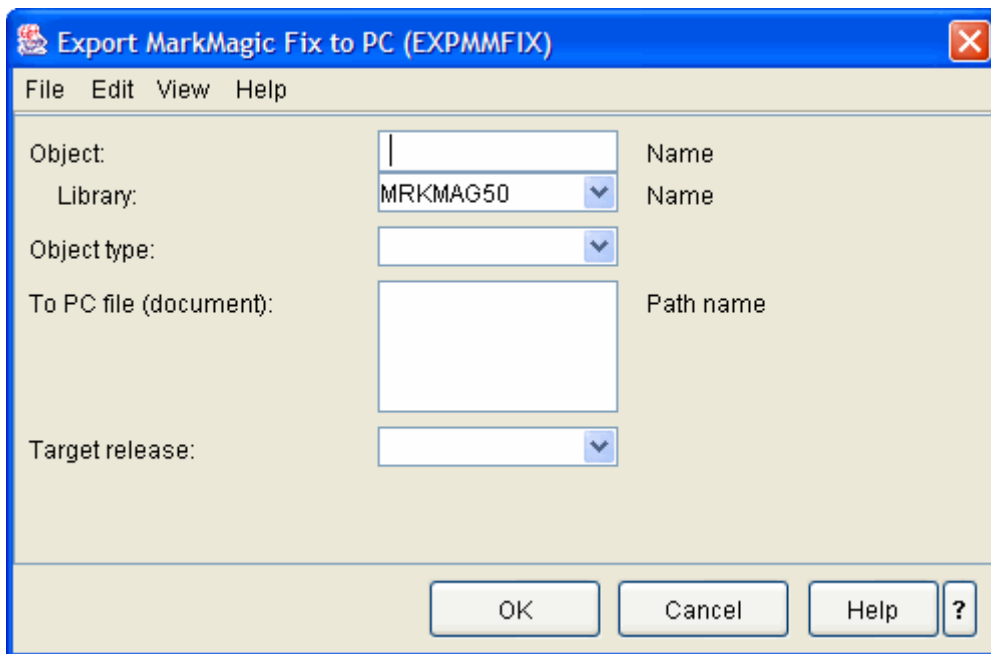 Export MarkMagic Fix to PC (EXPMMFIX)
File Edit View Help
Object: Name
Library: MRKMAG50 Name
Object type:
To PC file (document): Path name
Target release:
OK Cancel Help ?